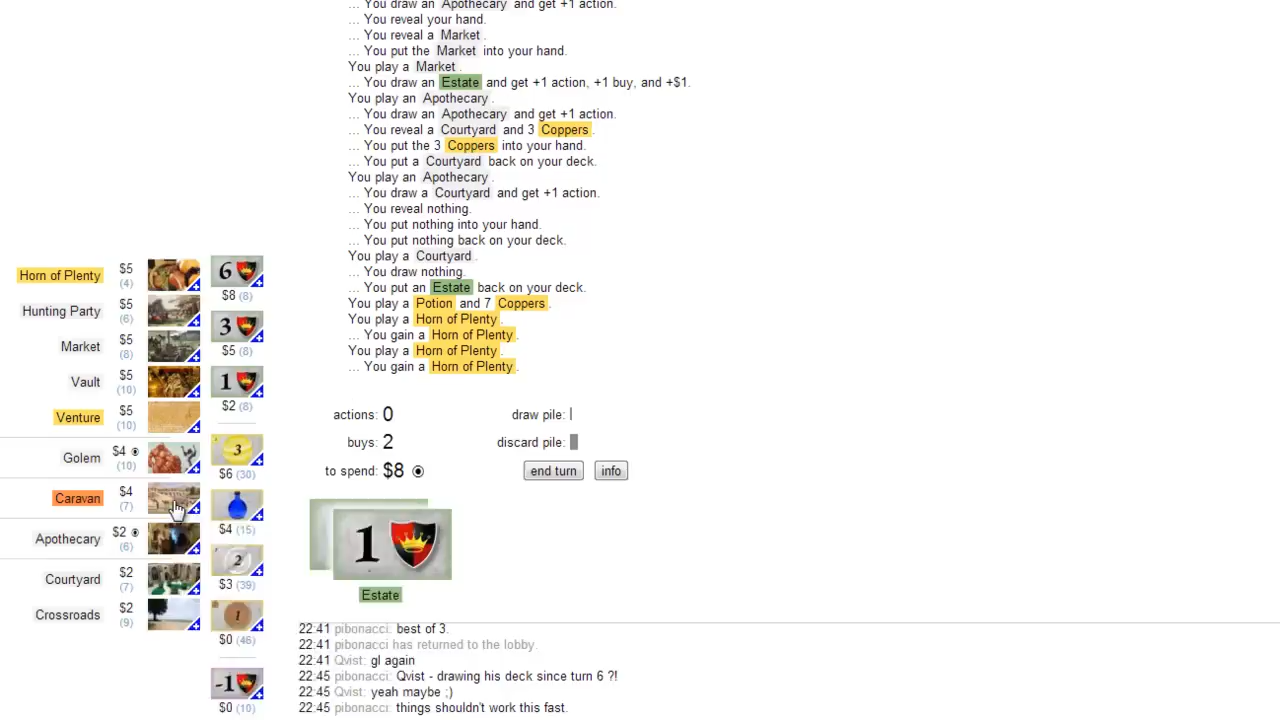 ... You draw an Apothecary and get +1 action.
... You reveal your hand.
... You reveal a Market.
... You put the Market into your hand.
You play a Market.
... You draw an Estate and get +1 action, +1 buy, and +$1.
You play an Apothecary.
... You draw an Apothecary and get +1 action.
... You reveal a Courtyard and 3 Coppers.
... You put the 3 Coppers into your hand.
... You put a Courtyard back on your deck.
You play an Apothecary.
... You draw a Courtyard and get +1 action.
... You reveal nothing.
... You put nothing into your hand.
... You put nothing back on your deck.
You play a Courtyard.
... You draw nothing.
... You put an Estate back on your deck.
You play a Potion and 7 Coppers.
You play a Horn of Plenty.
... You gain a Horn of Plenty.
You play a Horn of Plenty.
... You gain a Horn of Plenty.
Horn of Plenty $5 (4)
Hunting Party $5 (6)
Market $5 (8)
Vault $5 (10)
Venture $5 (10)
Golem $4 (10)
Caravan $4 (7)
Apothecary $2 (6)
Courtyard $2 (7)
Crossroads $2 (9)
6
$8 (8)
3
$5 (8)
1
$2 (8)
3
$6 (30)
$4 (15)
2
$3 (39)
1
$0 (46)
-1
$0 (10)
actions: 0 draw pile:
buys: 2 discard pile:
to spend: $8 end turn info
1
Estate
22:41 pibonacci: best of 3.
22:41 pibonacci has returned to the lobby.
22:41 Qvist: gl again
22:45 pibonacci: Qvist - drawing his deck since turn 6 ?!
22:45 Qvist: yeah maybe ;)
22:45 pibonacci: things shouldn't work this fast.